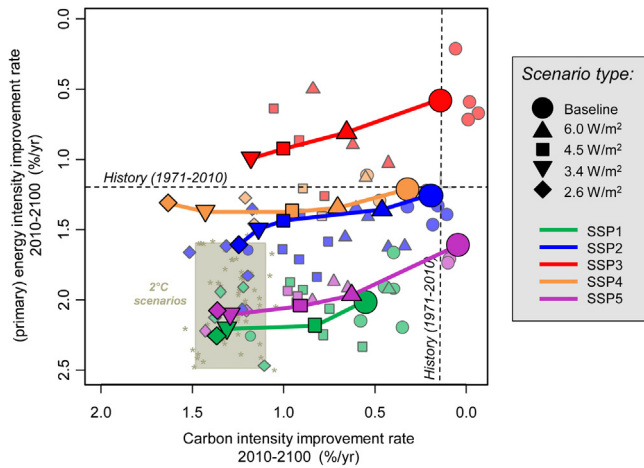 (primary) energy intensity improvement rate
2010-2100 (%/yr)
0.0
0.5
1.0
1.5
2.0
2.5
History (1971-2010)
2°C
scenarios
History (1971-2010)
2.0
1.5
1.0
0.5
0.0
Carbon intensity improvement rate
2010-2100 (%/yr)
Scenario type:
Baseline
6.0 W/m²
4.5 W/m²
3.4 W/m²
2.6 W/m²
SSP1
SSP2
SSP3
SSP4
SSP5